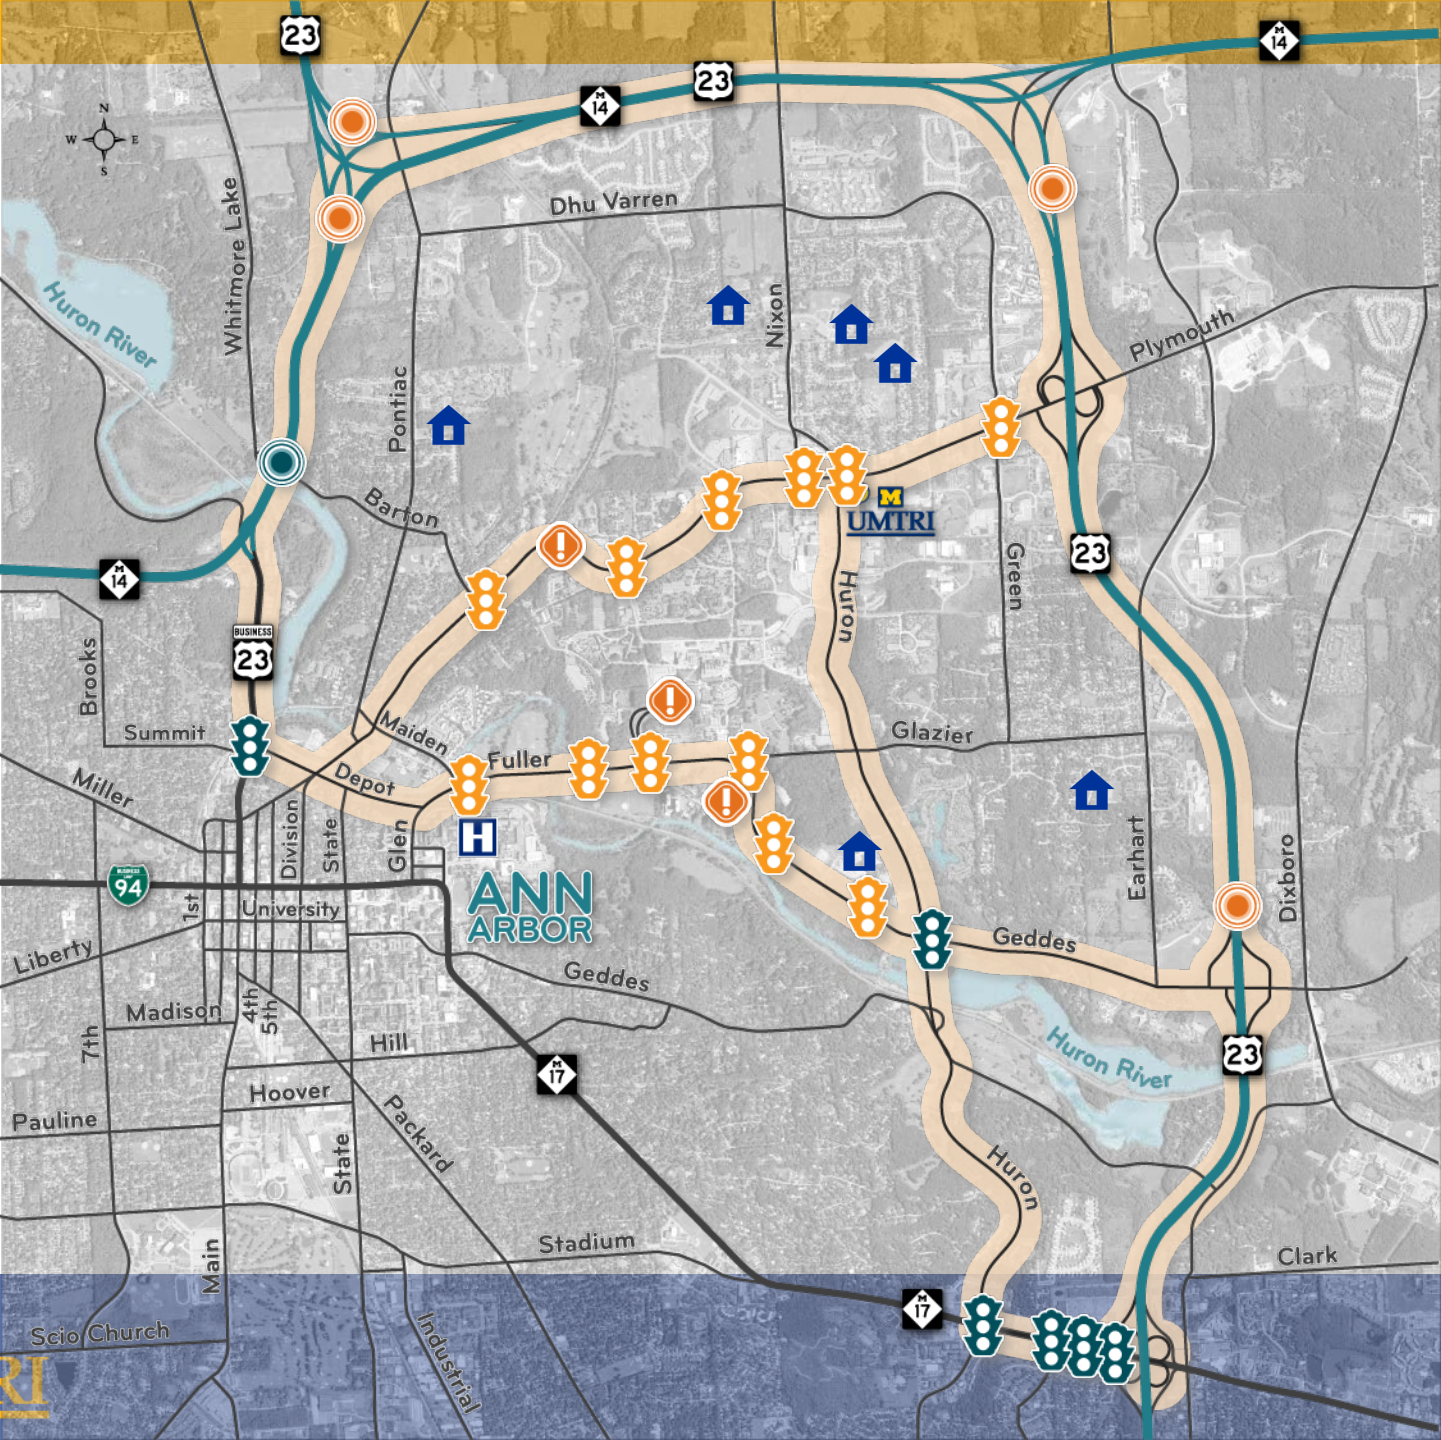 23
M
14
23
M
14
N
W E
S
Dhu Varren
Whitmore Lake
Huron River
Nixon
Plymouth
Pontiac
Barton
M
UMTRI
23
M
14
Huron
Green
BUSINESS
23
Brooks
Summit
Maiden
Fuller
Glazier
Miller
Depot
Division
State
Glen
H
Earhart
Dixboro
BUSINESS
94
1st
University
ANN
ARBOR
Geddes
Liberty
Geddes
Madison
4th
5th
7th
Hill
Huron River
23
M
17
Hoover
Pauline
Packard
State
Huron
Stadium
Main
Clark
M
17
Scio Church
Industrial
RI